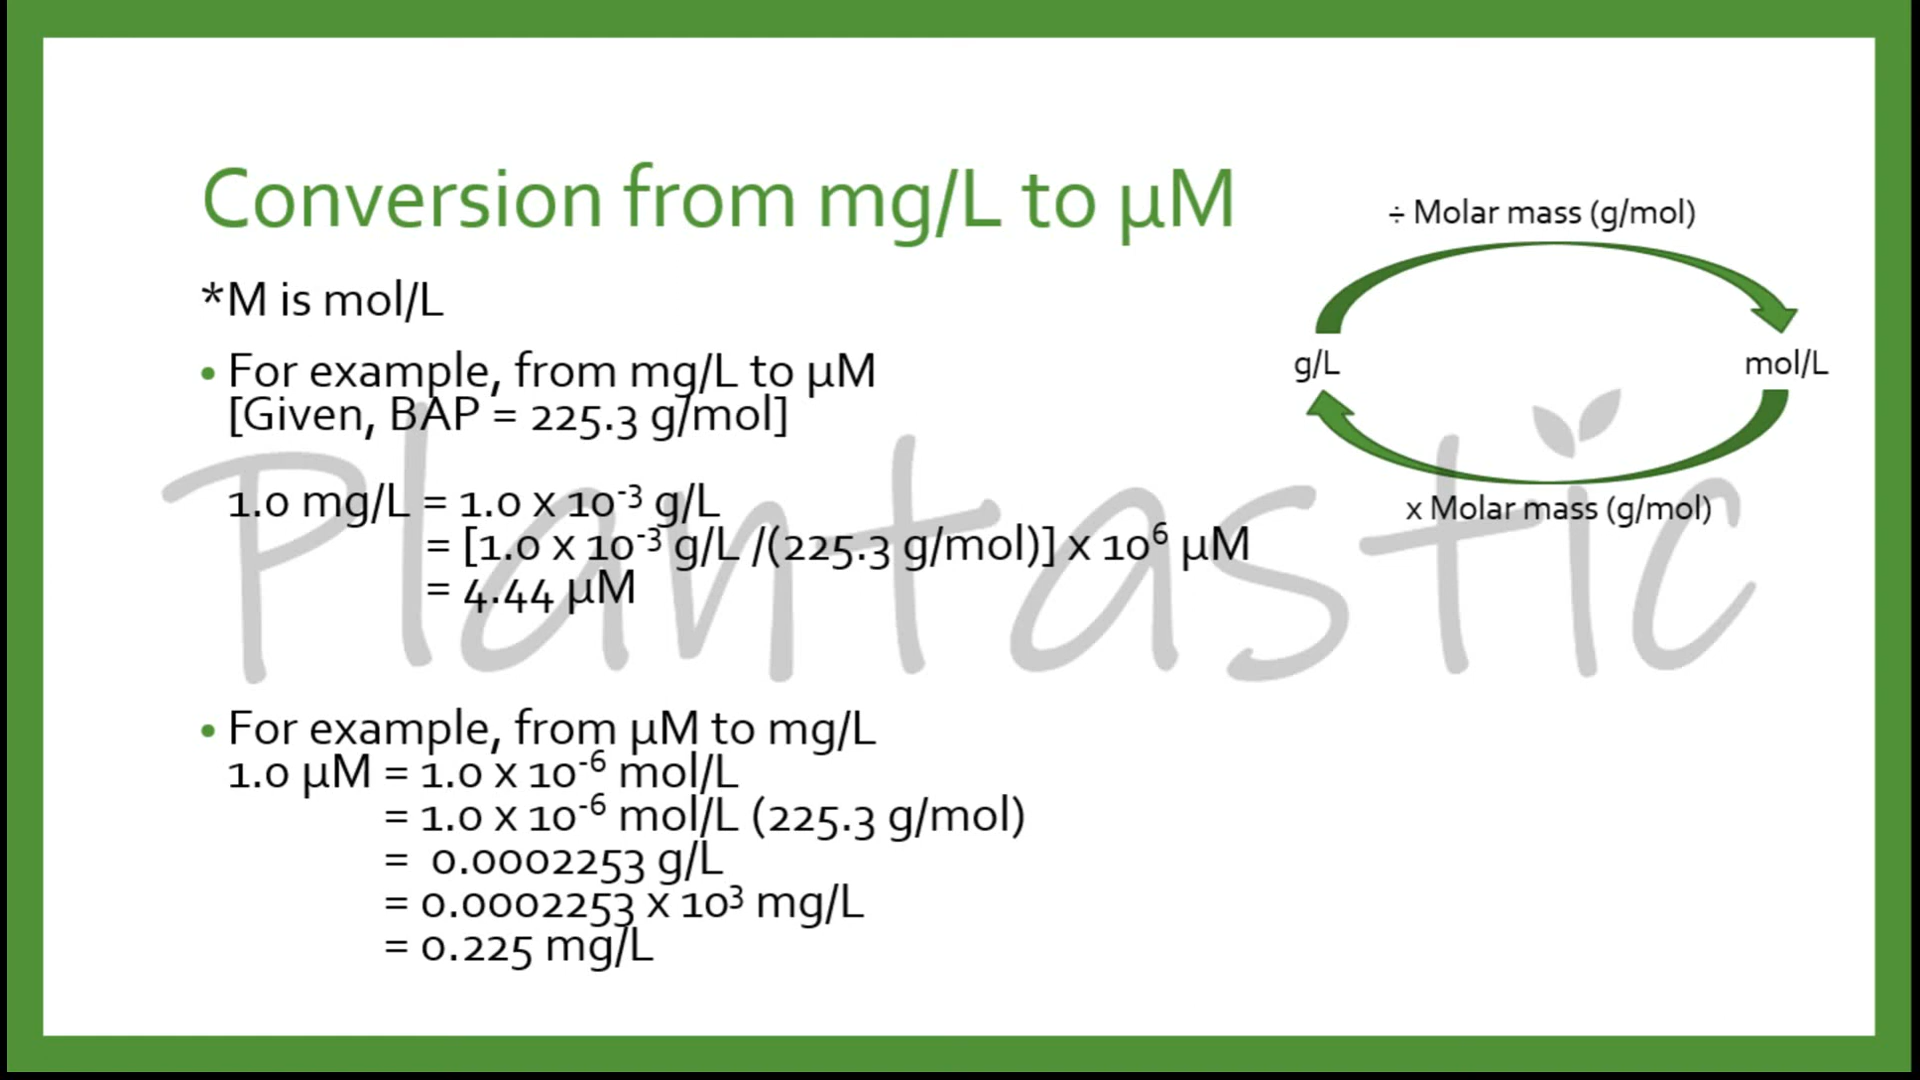 Conversion from mg/L to µM
÷ Molar mass (g/mol)
*M is mol/L
g/L
mol/L
x Molar mass (g/mol)
• For example, from mg/L to µM
[Given, BAP = 225.3 g/mol]
1.0 mg/L = 1.0 x 10⁻³ g/L
= [1.0 x 10⁻³ g/L /(225.3 g/mol)] x 10⁶ µM
= 4.44 µM
Plantastic
• For example, from µM to mg/L
1.0 µM = 1.0 x 10⁻⁶ mol/L
= 1.0 x 10⁻⁶ mol/L (225.3 g/mol)
= 0.0002253 g/L
= 0.0002253 x 10³ mg/L
= 0.225 mg/L